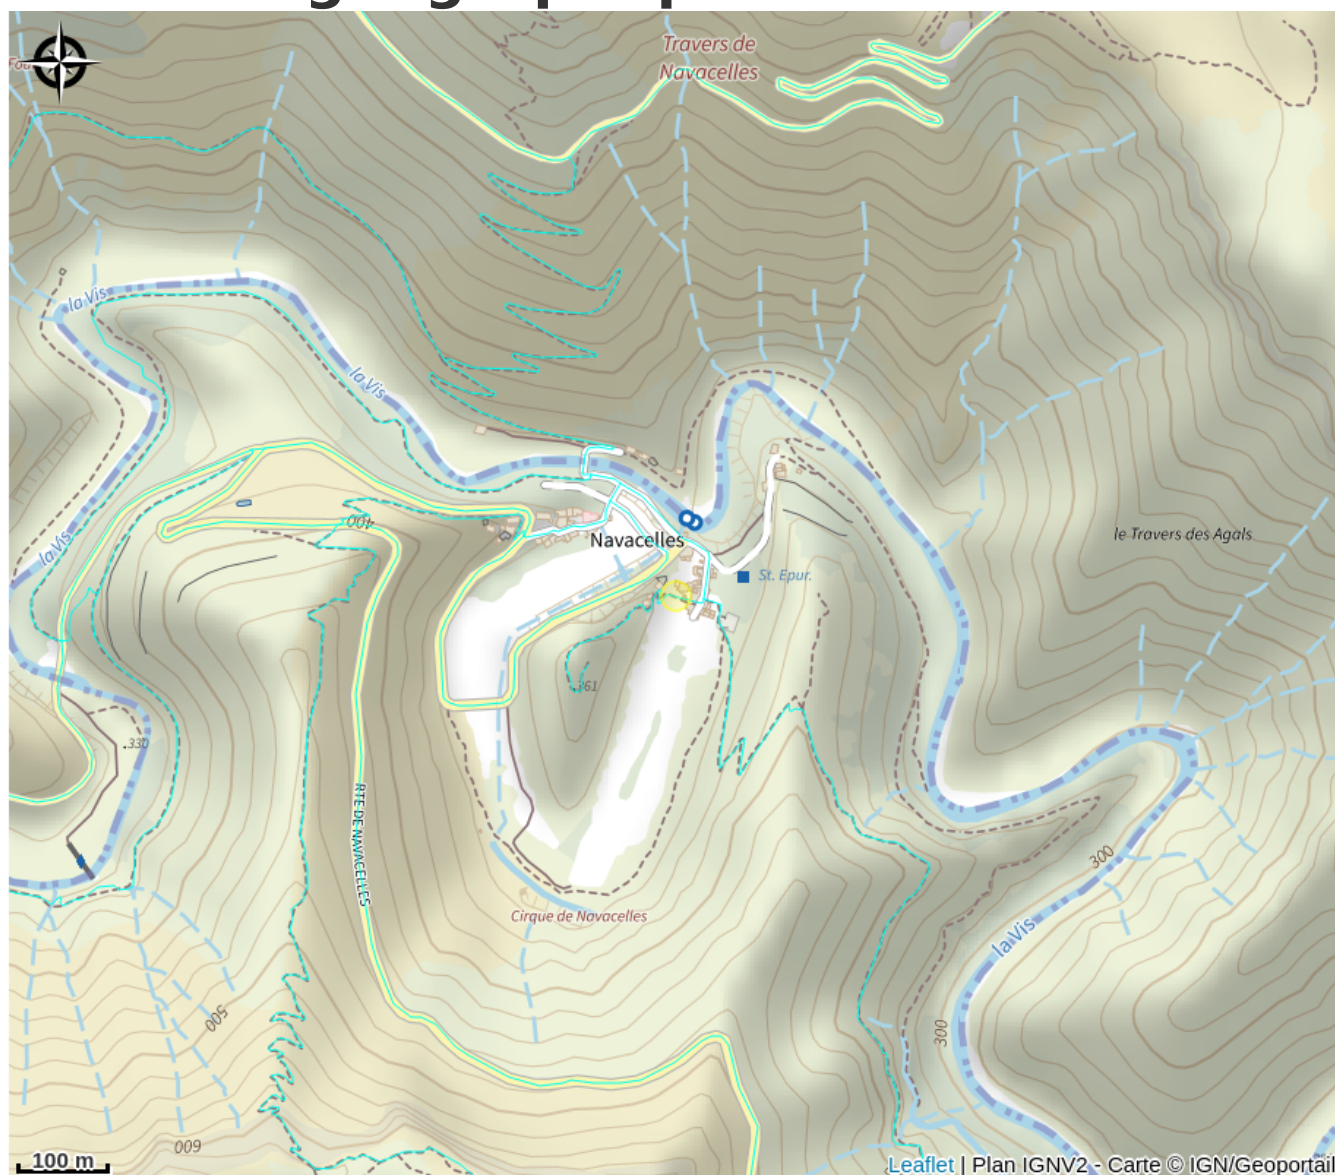 Travers de
Navacelles
la Vis
la Vis
400
Navacelles
la Vis
St. Epur.
le Travers des Agals
.361
.330
RTE DE NAVACELLES
300
Cirque de Navacelles
la Vis
500
300
600
100 m
Leaflet | Plan IGNV2 - Carte © IGN/Geoportail